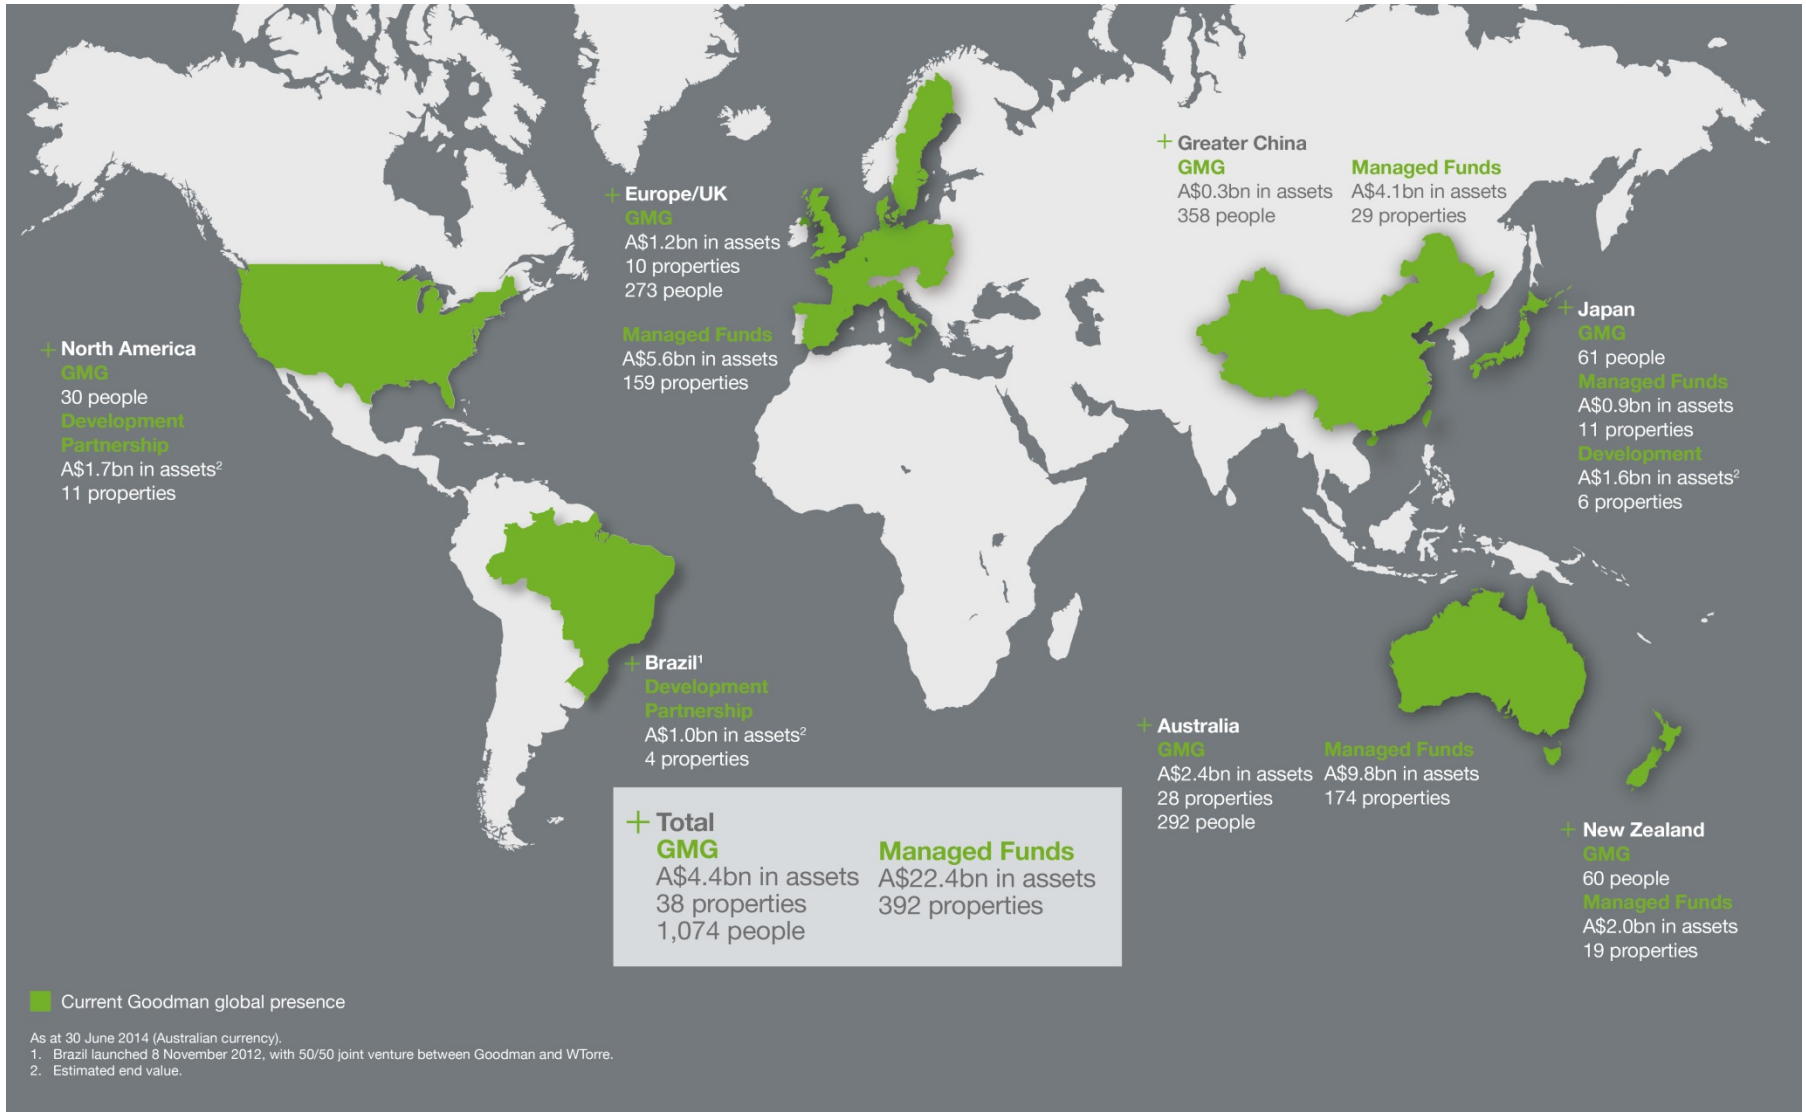 Greater China
GMG
A$0.3bn in assets
358 people
Managed Funds
A$4.1bn in assets
29 properties
Europe/UK
GMG
A$1.2bn in assets
10 properties
273 people
Managed Funds
A$5.6bn in assets
159 properties
Japan
GMG
61 people
Managed Funds
A$0.9bn in assets
11 properties
Development
A$1.6bn in assets²
6 properties
North America
GMG
30 people
Development
Partnership
A$1.7bn in assets²
11 properties
Brazil¹
Development
Partnership
A$1.0bn in assets²
4 properties
Australia
GMG
A$2.4bn in assets
28 properties
292 people
Managed Funds
A$9.8bn in assets
174 properties
New Zealand
GMG
60 people
Managed Funds
A$2.0bn in assets
19 properties
Total
GMG
A$4.4bn in assets
38 properties
1,074 people
Managed Funds
A$22.4bn in assets
392 properties
Current Goodman global presence
As at 30 June 2014 (Australian currency).
1. Brazil launched 8 November 2012, with 50/50 joint venture between Goodman and WTorre.
2. Estimated end value.